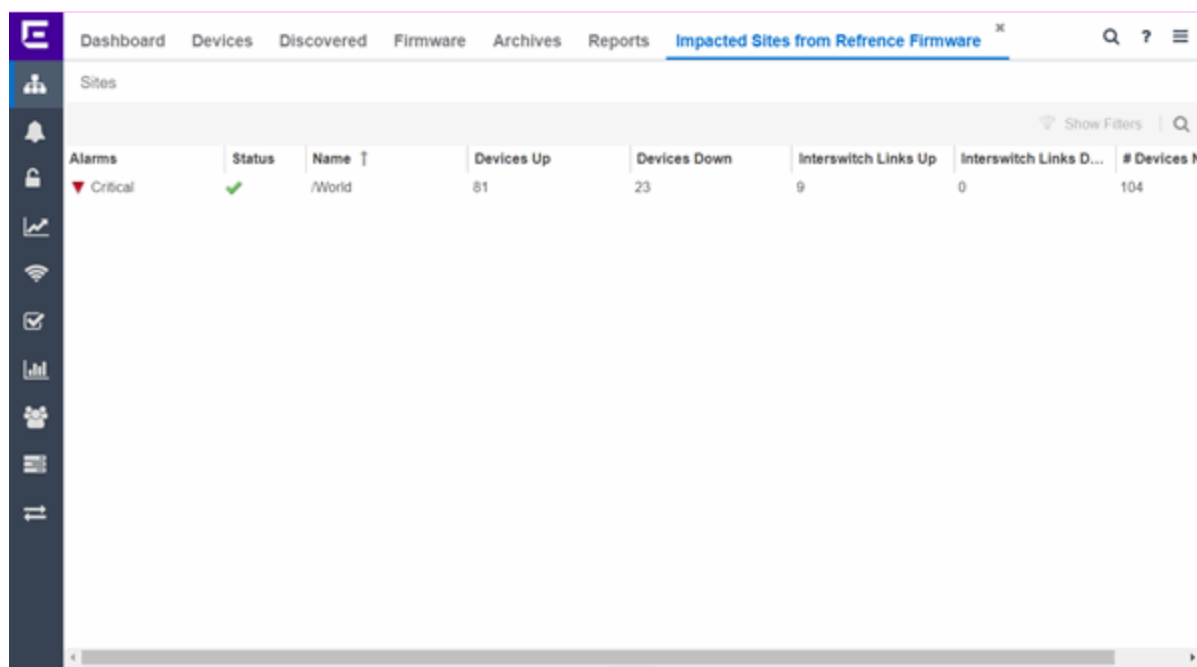 Dashboard Devices Discovered Firmware Archives Reports Impacted Sites from Refrence Firmware
Sites
Show Filters
Alarms Status Name Devices Up Devices Down Interswitch Links Up Interswitch Links D... # Devices N
Critical /World 81 23 9 0 104